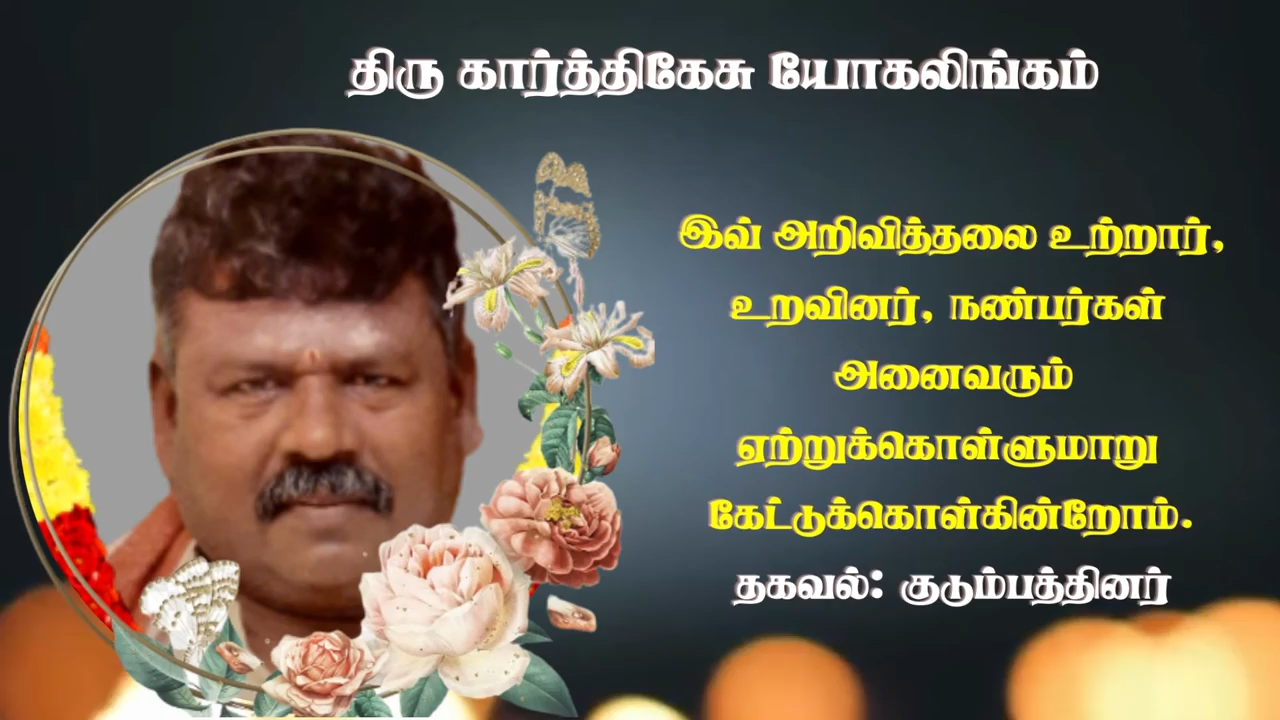 திரு கார்த்திகேசு யோகலிங்கம்
இவ் அறிவித்தலை உற்றார்,
உறவினர், நண்பர்கள்
அனைவரும்
ஏற்றுக்கொள்ளுமாறு
கேட்டுக்கொள்கின்றோம்.
தகவல்: குடும்பத்தினர்